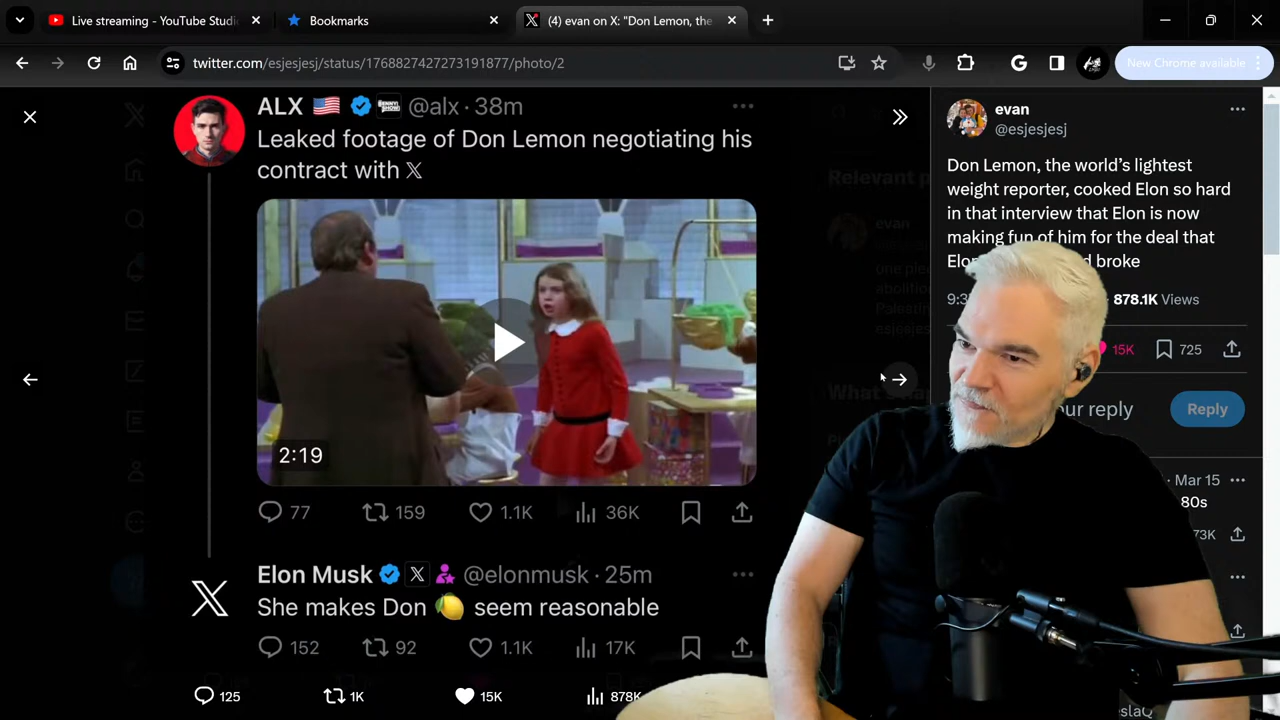 Live streaming - YouTube Studi
Bookmarks
(4) evan on X: "Don Lemon, the
twitter.com/esjesjesj/status/1768827427273191877/photo/2
New Chrome available
ALX 🇺🇸 @alx · 38m
Leaked footage of Don Lemon negotiating his
contract with 𝕏
2:19
77 159 1.1K 36K
Elon Musk @elonmusk · 25m
She makes Don 🍋 seem reasonable
152 92 1.1K 17K
125 1K 15K 878K
evan
@esjesjesj
Don Lemon, the world’s lightest
weight reporter, cooked Elon so hard
in that interview that Elon is now
making fun of him for the deal that
broke
878.1K Views
15K 725
reply
Reply
· Mar 15
80s
73K
Relevant
evan